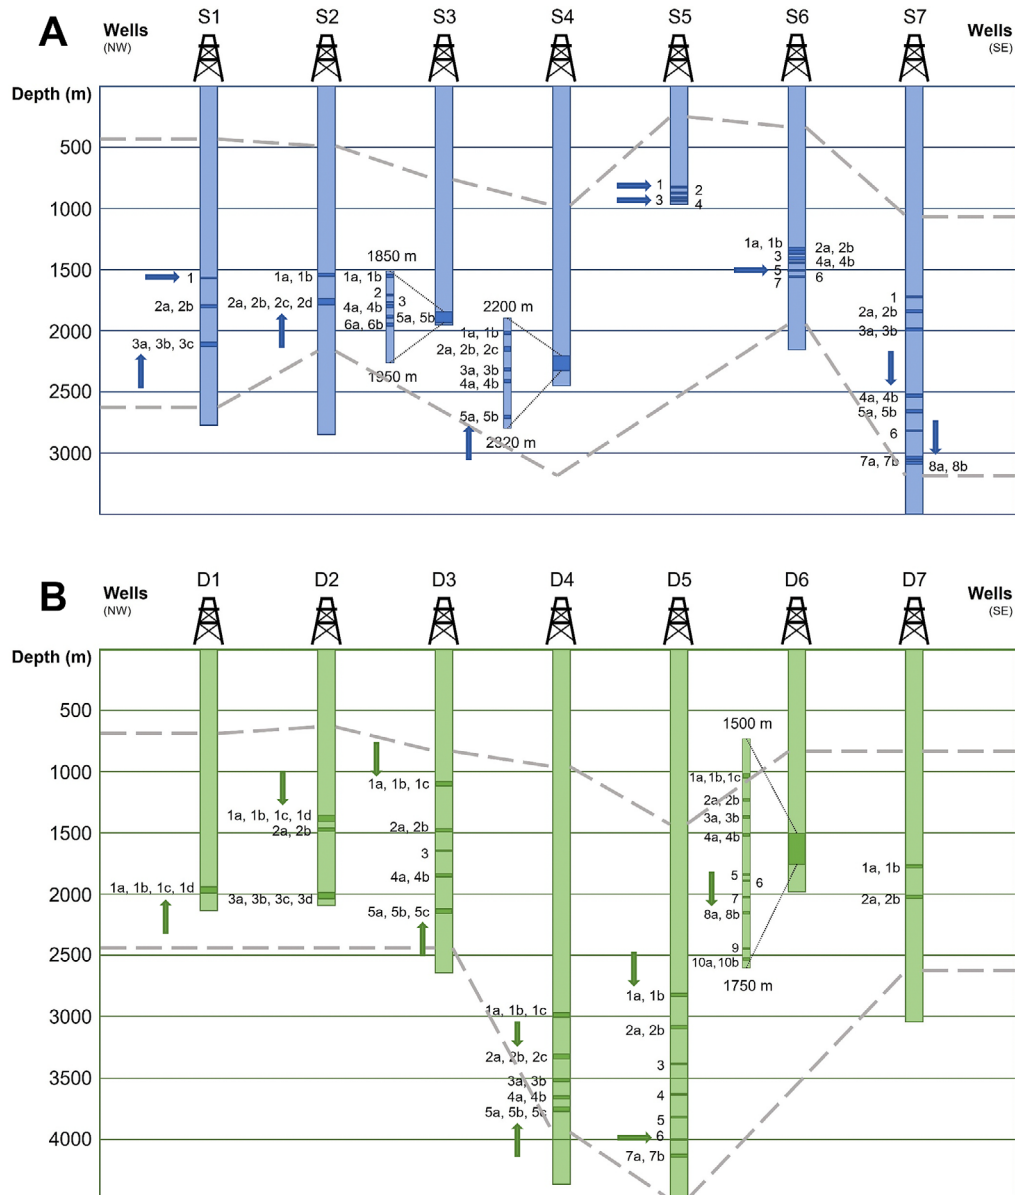 A
Wells
(NW)
S1
S2
S3
S4
S5
S6
S7
Wells
(SE)
Depth (m)
500
1000
1500
2000
2500
3000
1
2a, 2b
3a, 3b, 3c
1a, 1b
2a, 2b, 2c, 2d
1850 m
1a, 1b
2
3
4a, 4b
5a, 5b
6a, 6b
1950 m
2200 m
1a, 1b
2a, 2b, 2c
3a, 3b
4a, 4b
5a, 5b
2320 m
1
2
3
4
1a, 1b
2a, 2b
3
4a, 4b
5
6
7
1
2a, 2b
3a, 3b
4a, 4b
5a, 5b
6
7a, 7b
8a, 8b
B
Wells
(NW)
D1
D2
D3
D4
D5
D6
D7
Wells
(SE)
Depth (m)
500
1000
1500
2000
2500
3000
3500
4000
1a, 1b, 1c, 1d
1a, 1b, 1c, 1d
2a, 2b
3a, 3b, 3c, 3d
1a, 1b, 1c
2a, 2b
3
4a, 4b
5a, 5b, 5c
1a, 1b, 1c
2a, 2b, 2c
3a, 3b
4a, 4b
5a, 5b, 5c
1a, 1b
2a, 2b
3
4
5
6
7a, 7b
1500 m
1a, 1b, 1c
2a, 2b
3a, 3b
4a, 4b
5
6
7
8a, 8b
9
10a, 10b
1750 m
1a, 1b
2a, 2b